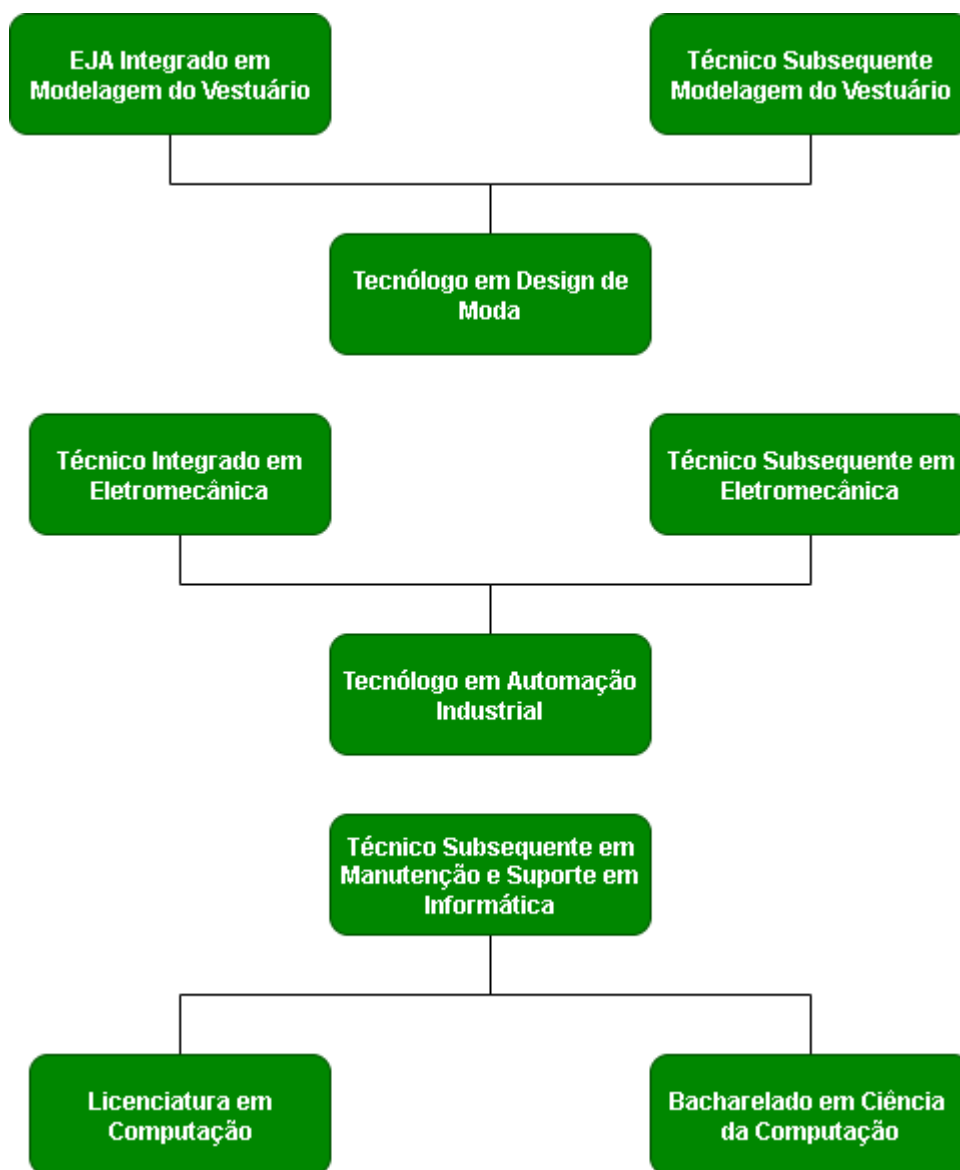 EJA Integrado em
Modelagem do Vestuário
Técnico Subsequente
Modelagem do Vestuário
Tecnólogo em Design de
Moda
Técnico Integrado em
Eletromecânica
Técnico Subsequente em
Eletromecânica
Tecnólogo em Automação
Industrial
Técnico Subsequente em
Manutenção e Suporte em
Informática
Licenciatura em
Computação
Bacharelado em Ciência
da Computação